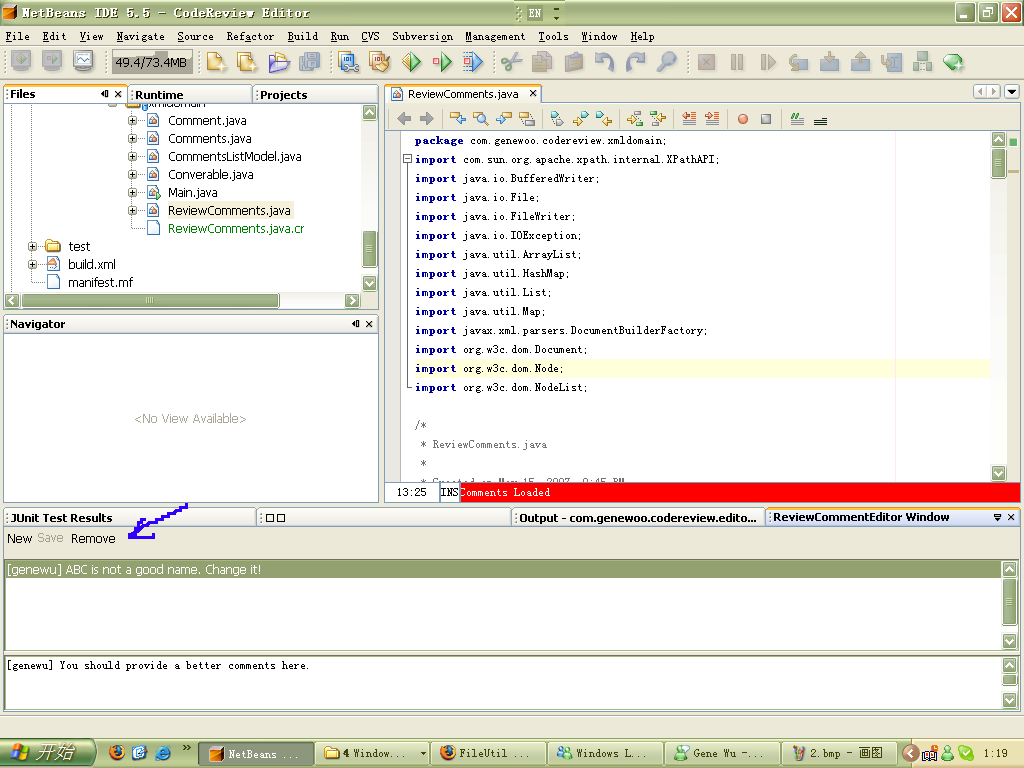 NetBeans IDE 5.5 - CodeReview Editor
EN
File Edit View Navigate Source Refactor Build Run CVS Subversion Management Tools Window Help
49.4/73.4MB
Files Runtime Projects
ReviewComments.java
xmldomain
Comment.java
Comments.java
CommentsListModel.java
Converable.java
Main.java
ReviewComments.java
ReviewComments.java.cr
test
build.xml
manifest.mf
Navigator
<No View Available>
package com.genewoo.codereview.xmldomain;
import com.sun.org.apache.xpath.internal.XPathAPI;
import java.io.BufferedWriter;
import java.io.File;
import java.io.FileWriter;
import java.io.IOException;
import java.util.ArrayList;
import java.util.HashMap;
import java.util.List;
import java.util.Map;
import javax.xml.parsers.DocumentBuilderFactory;
import org.w3c.dom.Document;
import org.w3c.dom.Node;
import org.w3c.dom.NodeList;
/*
* ReviewComments.java
*
13:25 INS Comments Loaded
JUnit Test Results
Output - com.genewoo.codereview.edito...
ReviewCommentEditor Window
New Save Remove
[genewu] ABC is not a good name. Change it!
[genewu] You should provide a better comments here.
开始
NetBeans ...
4 Window...
FileUtil ...
Windows L...
Gene Wu -...
2.bmp - 画图
1:19